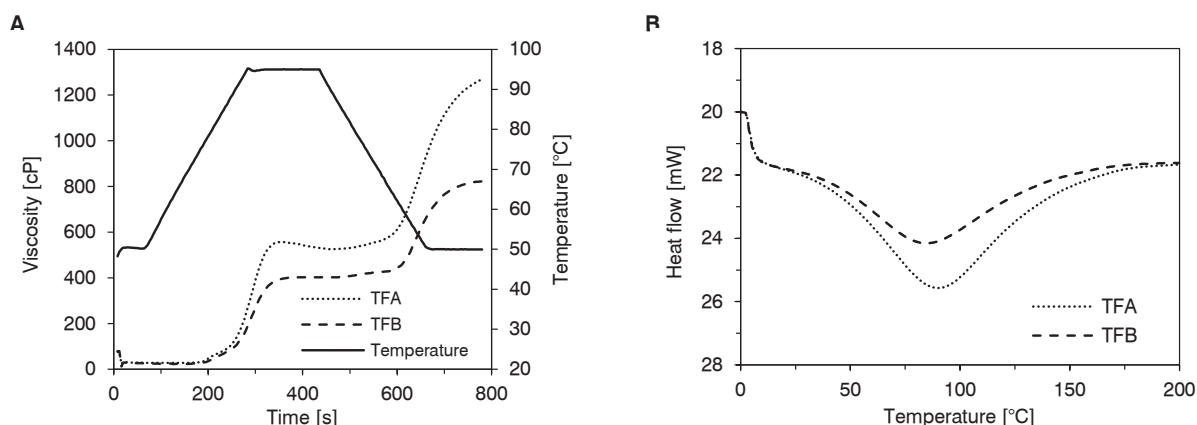 A
1400
1200
1000
800
600
400
200
0
Viscosity [cP]
0 200 400 600 800
Time [s]
100
90
80
70
60
50
40
30
20
Temperature [°C]
TFA
TFB
Temperature
B
18
20
22
24
26
28
Heat flow [mW]
0 50 100 150 200
Temperature [°C]
TFA
TFB